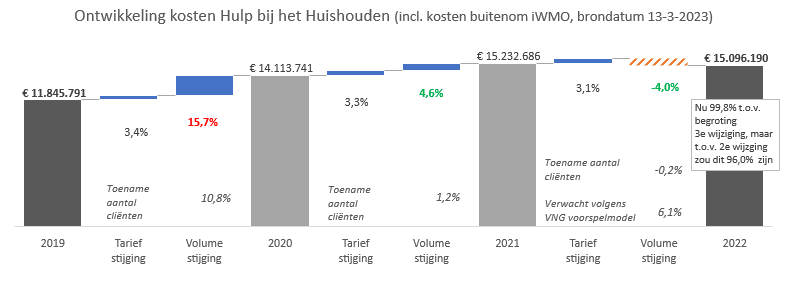 Ontwikkeling kosten Hulp bij het Huishouden (incl. kosten buitenom iWMO, brondatum 13-3-2023)
€ 11.845.791
3,4%
15,7%
Toename
aantal
cliënten
10,8%
€ 14.113.741
3,3%
4,6%
Toename
aantal
cliënten
1,2%
€ 15.232.686
3,1%
-4,0%
Toename aantal
cliënten
-0,2%
Verwacht volgens
VNG voorspelmodel
6,1%
€ 15.096.190
Nu 99,8% t.o.v.
begroting
3e wijziging, maar
t.o.v. 2e wijzging
zou dit 96,0% zijn
2019
Tarief
stijging
Volume
stijging
2020
Tarief
stijging
Volume
stijging
2021
Tarief
stijging
Volume
stijging
2022